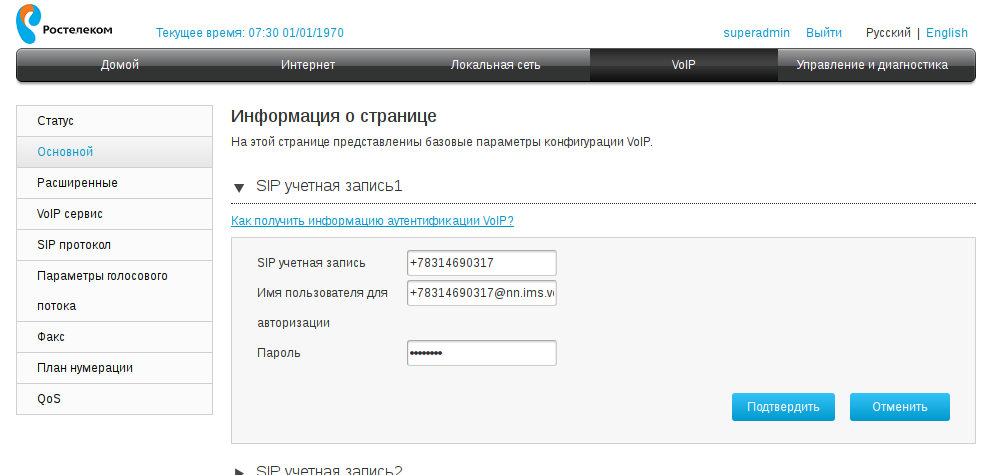 Ростелеком
Текущее время: 07:30 01/01/1970
superadmin Выйти Русский | English
Домой Интернет Локальная сеть VoIP Управление и диагностика
Статус
Основной
Расширенные
VoIP сервис
SIP протокол
Параметры голосового
потока
Факс
План нумерации
QoS
Информация о странице
На этой странице представлениы базовые параметры конфигурации VoIP.
SIP учетная запись1
Как получить информацию аутентификации VoIP?
SIP учетная запись +78314690317
Имя пользователя для +78314690317@nn.ims.v
авторизации
Пароль ••••••••
Подтвердить Отменить
SIP учетная запись2